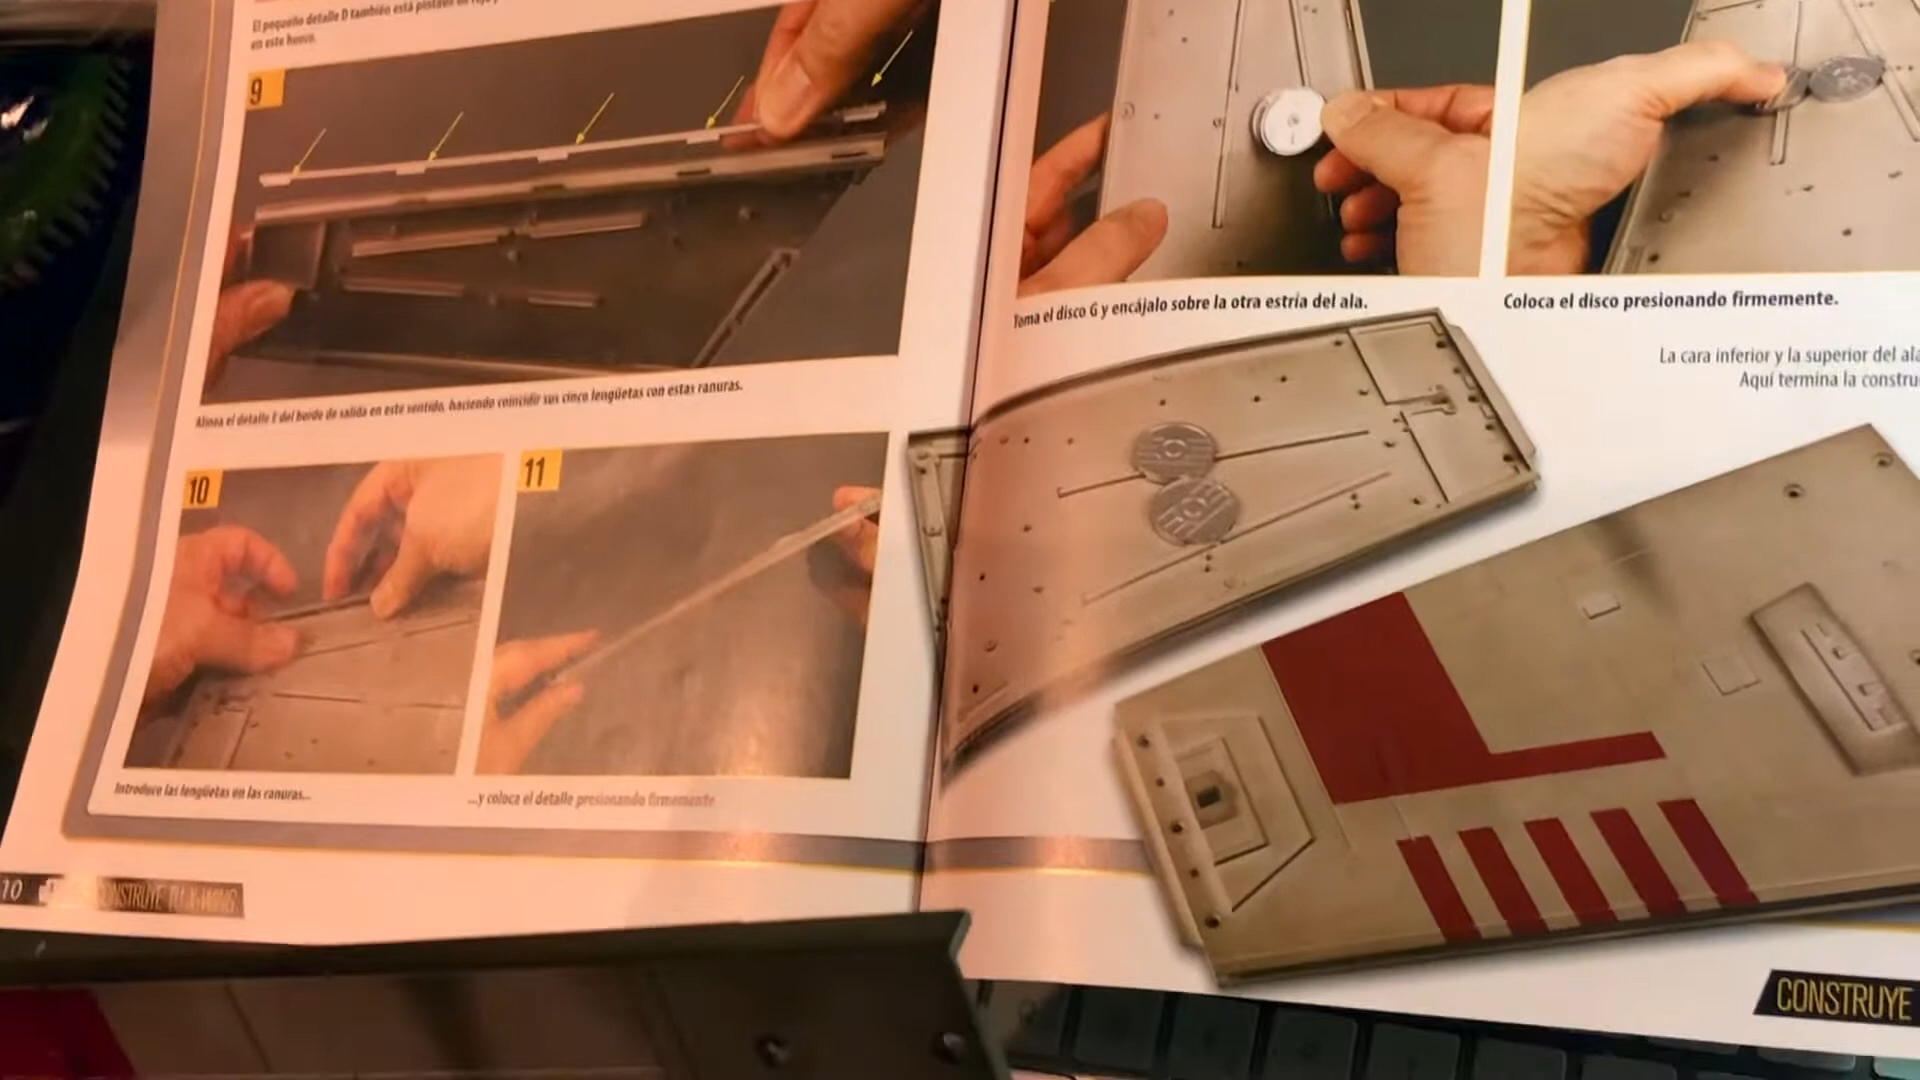 El pequeño detalle D también está
en este hueco.
9
Alinea el detalle E del borde de salida en este sentido, haciendo coincidir sus cinco lengüetas con estas ranuras.
10
11
Introduce las lengüetas en las ranuras...
...y coloca el detalle presionando firmemente
10
CONSTRUYE TU X-WING
Toma el disco G y encájalo sobre la otra estría del ala.
Coloca el disco presionando firmemente.
La cara inferior y la superior del
Aquí termina la
CONSTRUYE